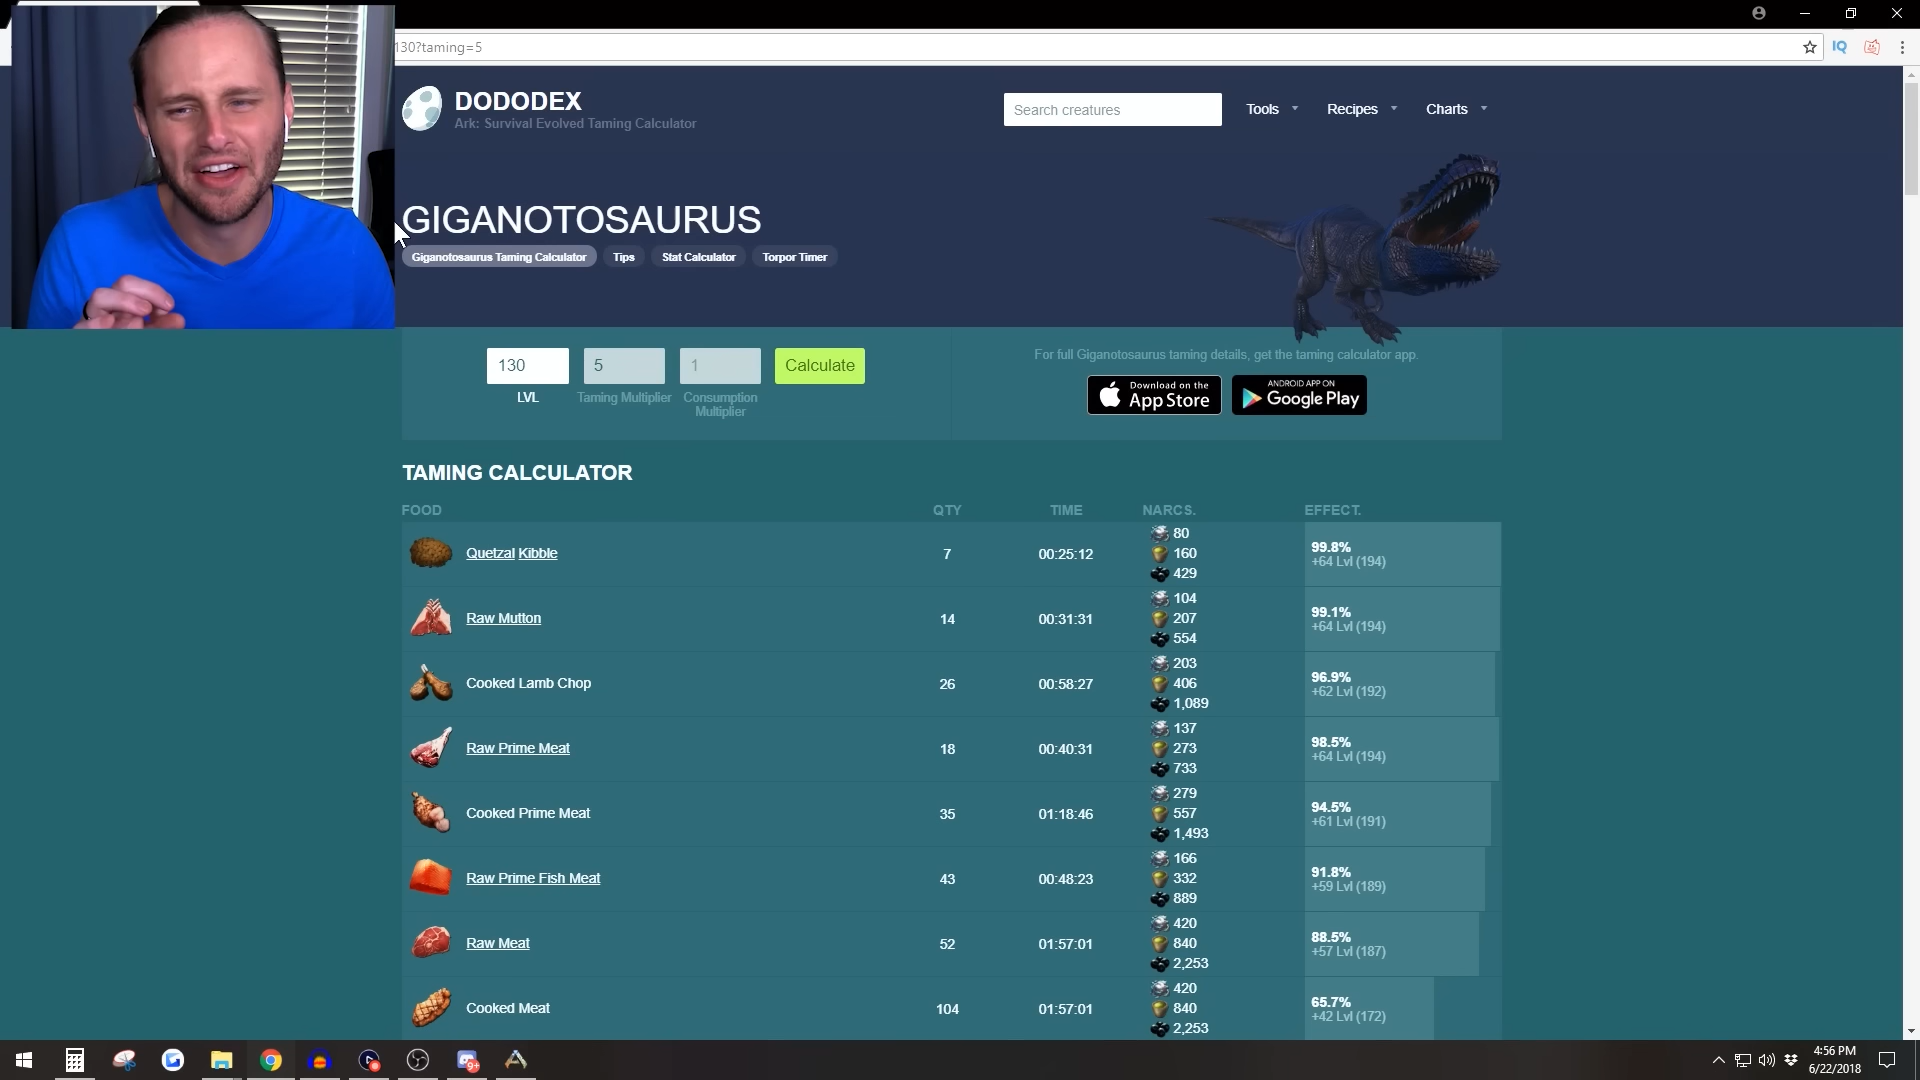 130?taming=5
IQ
DODODEX
Ark: Survival Evolved Taming Calculator
Search creatures
Tools
Recipes
Charts
GIGANOTOSAURUS
Giganotosaurus Taming Calculator
Tips
Stat Calculator
Torpor Timer
130
5
1
Calculate
LVL
Taming Multiplier
Consumption
Multiplier
For full Giganotosaurus taming details, get the taming calculator app.
Download on the
App Store
ANDROID APP ON
Google Play
TAMING CALCULATOR
FOOD QTY TIME NARCS. EFFECT.
Quetzal Kibble 7 00:25:12
80
160
429
99.8%
+64 Lvl (194)
Raw Mutton 14 00:31:31
104
207
554
99.1%
+64 Lvl (194)
Cooked Lamb Chop 26 00:58:27
203
406
1,089
96.9%
+62 Lvl (192)
Raw Prime Meat 18 00:40:31
137
273
733
98.5%
+64 Lvl (194)
Cooked Prime Meat 35 01:18:46
279
557
1,493
94.5%
+61 Lvl (191)
Raw Prime Fish Meat 43 00:48:23
166
332
889
91.8%
+59 Lvl (189)
Raw Meat 52 01:57:01
420
840
2,253
88.5%
+57 Lvl (187)
Cooked Meat 104 01:57:01
420
840
2,253
65.7%
+42 Lvl (172)
9+
4:56 PM
6/22/2018